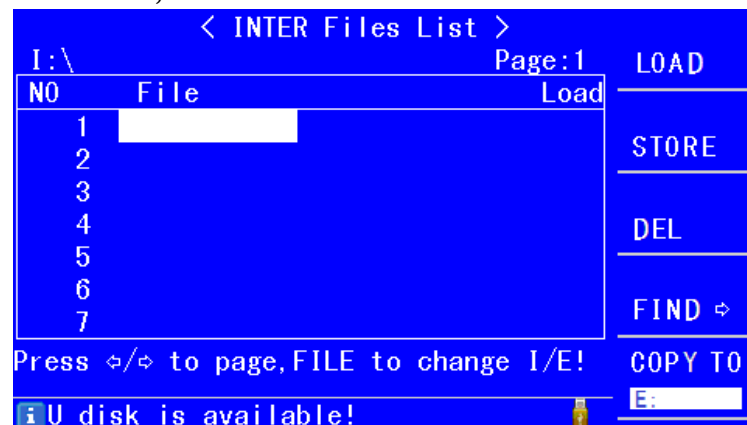 < INTER Files List >
I:\ Page:1
NO File Load
1
2
3
4
5
6
7
Press ⇦/⇨ to page,FILE to change I/E!
U disk is available!
LOAD
STORE
DEL
FIND ⇨
COPY TO
E: